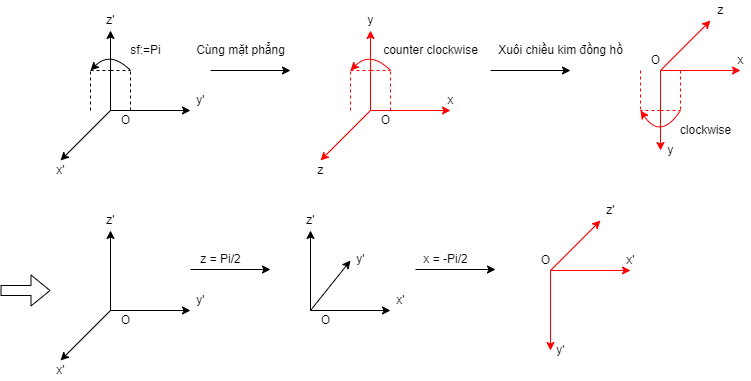 z'
sf:=Pi
y'
O
x'
Cùng mặt phẳng
y
counter clockwise
x
O
z
Xuôi chiều kim đồng hồ
z
O
x
clockwise
y
z'
y'
O
x'
z = Pi/2
z'
y'
x'
O
x = -Pi/2
z'
O
x'
y'